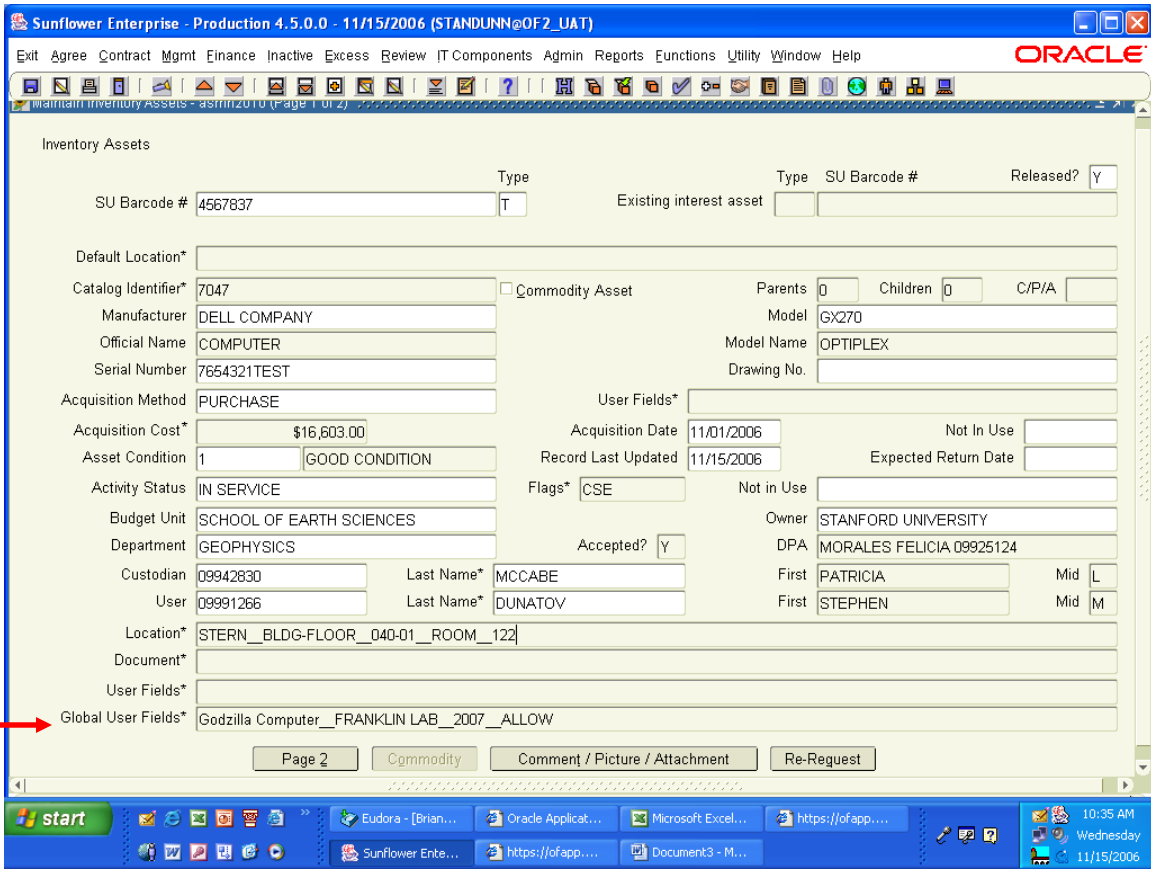 Sunflower Enterprise - Production 4.5.0.0 - 11/15/2006 (STANDUNN@OF2_UAT)
Exit Agree Contract Mgmt Finance Inactive Excess Review IT Components Admin Reports Functions Utility Window Help
ORACLE
Maintain Inventory Assets - asmn2010 (Page 1 of 2)
Inventory Assets
Type Type SU Barcode # Released? Y
SU Barcode # 4567837 T Existing interest asset
Default Location*
Catalog Identifier* 7047 Commodity Asset Parents 0 Children 0 C/P/A
Manufacturer DELL COMPANY Model GX270
Official Name COMPUTER Model Name OPTIPLEX
Serial Number 7654321TEST Drawing No.
Acquisition Method PURCHASE User Fields*
Acquisition Cost* $16,603.00 Acquisition Date 11/01/2006 Not In Use
Asset Condition 1 GOOD CONDITION Record Last Updated 11/15/2006 Expected Return Date
Activity Status IN SERVICE Flags* CSE Not in Use
Budget Unit SCHOOL OF EARTH SCIENCES Owner STANFORD UNIVERSITY
Department GEOPHYSICS Accepted? Y DPA MORALES FELICIA 09925124
Custodian 09942830 Last Name* MCCABE First PATRICIA Mid L
User 09991266 Last Name* DUNATOV First STEPHEN Mid M
Location* STERN__BLDG-FLOOR__040-01__ROOM__122
Document*
User Fields*
Global User Fields* Godzilla Computer__FRANKLIN LAB__2007__ALLOW
Page 2 Commodity Comment / Picture / Attachment Re-Request
start Eudora - [Brian... Oracle Applicat... Microsoft Excel... https://ofapp.... 10:35 AM
Wednesday
Sunflower Ente... https://ofapp.... Document3 - M... 11/15/2006